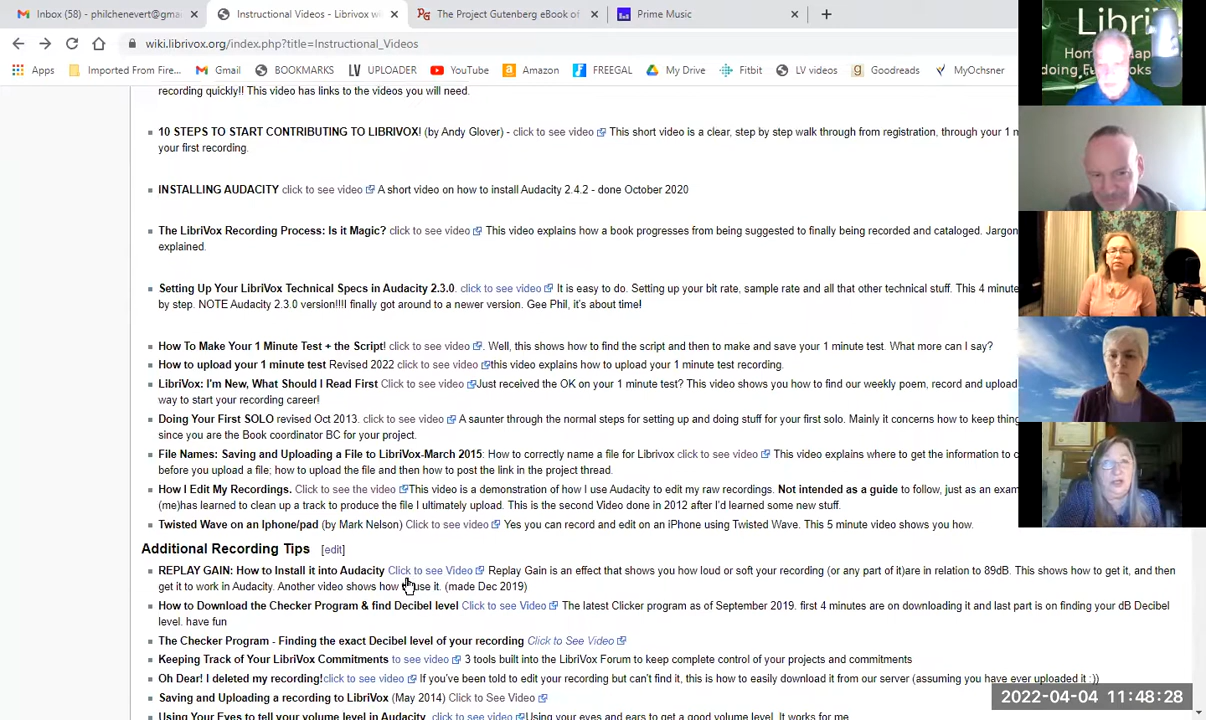 Inbox (58) - philchenevert@gma
Instructional Videos - Librivox wi
The Project Gutenberg eBook of
Prime Music
wiki.librivox.org/index.php?title=Instructional_Videos
Apps Imported From Fire... Gmail BOOKMARKS UPLOADER YouTube Amazon FREEGAL My Drive Fitbit LV videos Goodreads MyOchsner
recording quickly!! This video has links to the videos you will need.
10 STEPS TO START CONTRIBUTING TO LIBRIVOX! (by Andy Glover) - click to see video This short video is a clear, step by step walk through from registration, through your 1 m
your first recording.
INSTALLING AUDACITY click to see video A short video on how to install Audacity 2.4.2 - done October 2020
The LibriVox Recording Process: Is it Magic? click to see video This video explains how a book progresses from being suggested to finally being recorded and cataloged. Jargon
explained.
Setting Up Your LibriVox Technical Specs in Audacity 2.3.0. click to see video It is easy to do. Setting up your bit rate, sample rate and all that other technical stuff. This 4 minute
by step. NOTE Audacity 2.3.0 version!!!I finally got around to a newer version. Gee Phil, it's about time!
How To Make Your 1 Minute Test + the Script! click to see video . Well, this shows how to find the script and then to make and save your 1 minute test. What more can I say?
How to upload your 1 minute test Revised 2022 click to see video this video explains how to upload your 1 minute test recording.
LibriVox: I'm New, What Should I Read First Click to see video Just received the OK on your 1 minute test? This video shows you how to find our weekly poem, record and upload
way to start your recording career!
Doing Your First SOLO revised Oct 2013. click to see video A saunter through the normal steps for setting up and doing stuff for your first solo. Mainly it concerns how to keep thing
since you are the Book coordinator BC for your project.
File Names: Saving and Uploading a File to LibriVox-March 2015: How to correctly name a file for Librivox click to see video This video explains where to get the information to c
before you upload a file; how to upload the file and then how to post the link in the project thread.
How I Edit My Recordings. Click to see the video This video is a demonstration of how I use Audacity to edit my raw recordings. Not intended as a guide to follow, just as an exam
(me)has learned to clean up a track to produce the file I ultimately upload. This is the second Video done in 2012 after I'd learned some new stuff.
Twisted Wave on an Iphone/pad (by Mark Nelson) Click to see video Yes you can record and edit on an iPhone using Twisted Wave. This 5 minute video shows you how.
Additional Recording Tips [edit]
REPLAY GAIN: How to Install it into Audacity Click to see Video Replay Gain is an effect that shows you how loud or soft your recording (or any part of it)are in relation to 89dB. This shows how to get it, and then
get it to work in Audacity. Another video shows how use it. (made Dec 2019)
How to Download the Checker Program & find Decibel level Click to see Video The latest Clicker program as of September 2019. first 4 minutes are on downloading it and last part is on finding your dB Decibel
level. have fun
The Checker Program - Finding the exact Decibel level of your recording Click to See Video
Keeping Track of Your LibriVox Commitments to see video 3 tools built into the LibriVox Forum to keep complete control of your projects and commitments
Oh Dear! I deleted my recording!click to see video If you've been told to edit your recording but can't find it, this is how to easily download it from our server (assuming you have ever uploaded it :))
Saving and Uploading a recording to LibriVox (May 2014) Click to See Video
Using Your Eyes to tell your volume level in Audacity click to see video Using your eyes and ears to get a good volume level. It works for me
2022-04-04 11:48:28